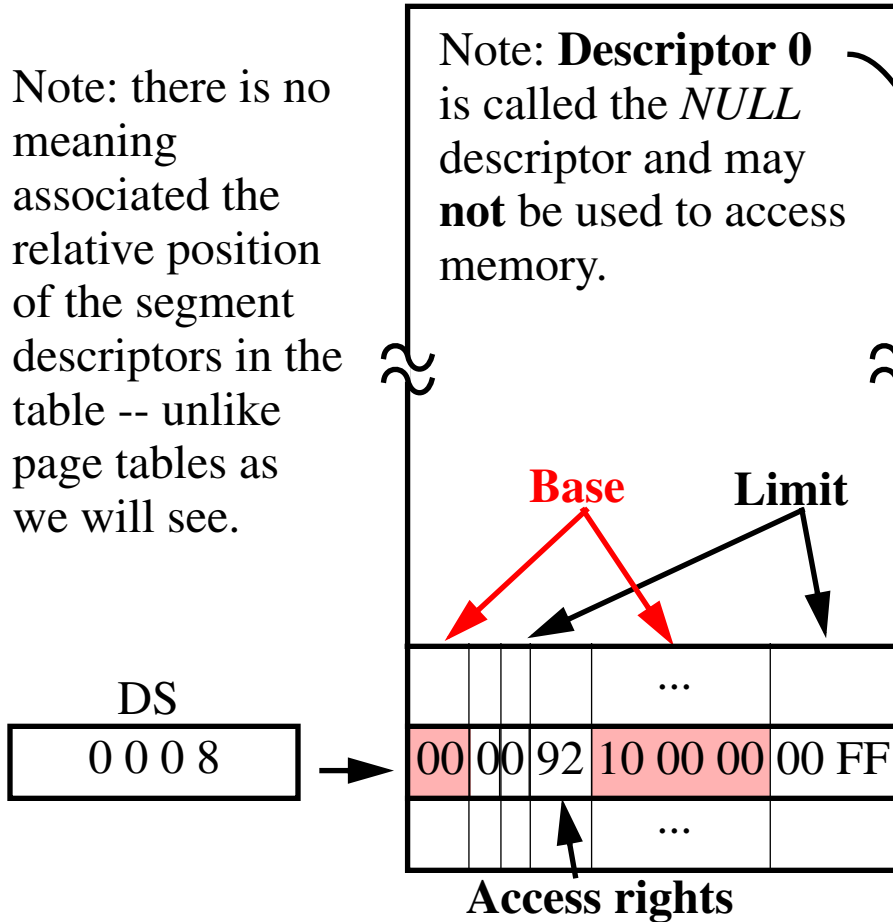 Note: there is no
meaning
associated the
relative position
of the segment
descriptors in the
table -- unlike
page tables as
we will see.
Note: Descriptor 0
is called the NULL
descriptor and may
not be used to access
memory.
Base
Limit
...
DS
0 0 0 8
00 00 92 10 00 00 00 FF
...
Access rights